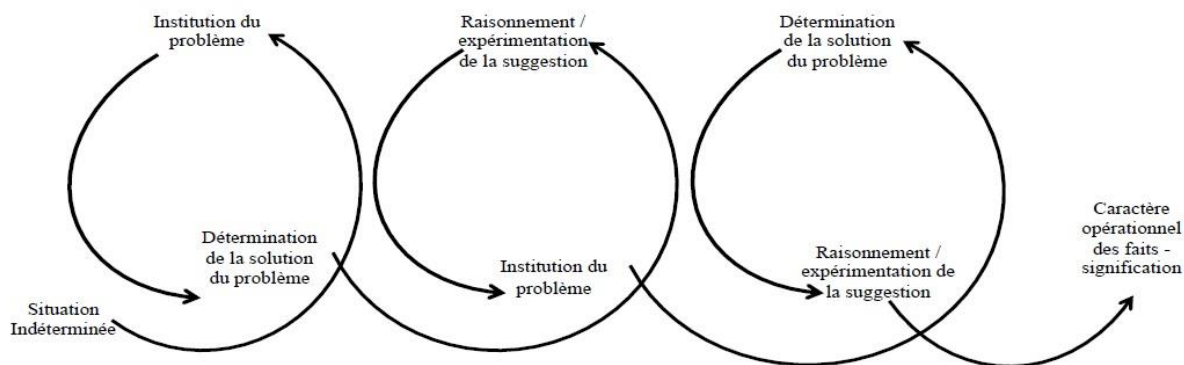 Institution du
problème
Raisonnement /
expérimentation
de la suggestion
Détermination
de la solution
du problème
Détermination
de la solution
du problème
Institution du
problème
Raisonnement /
expérimentation de
la suggestion
Caractère
opérationnel
des faits -
signification
Situation
Indéterminée